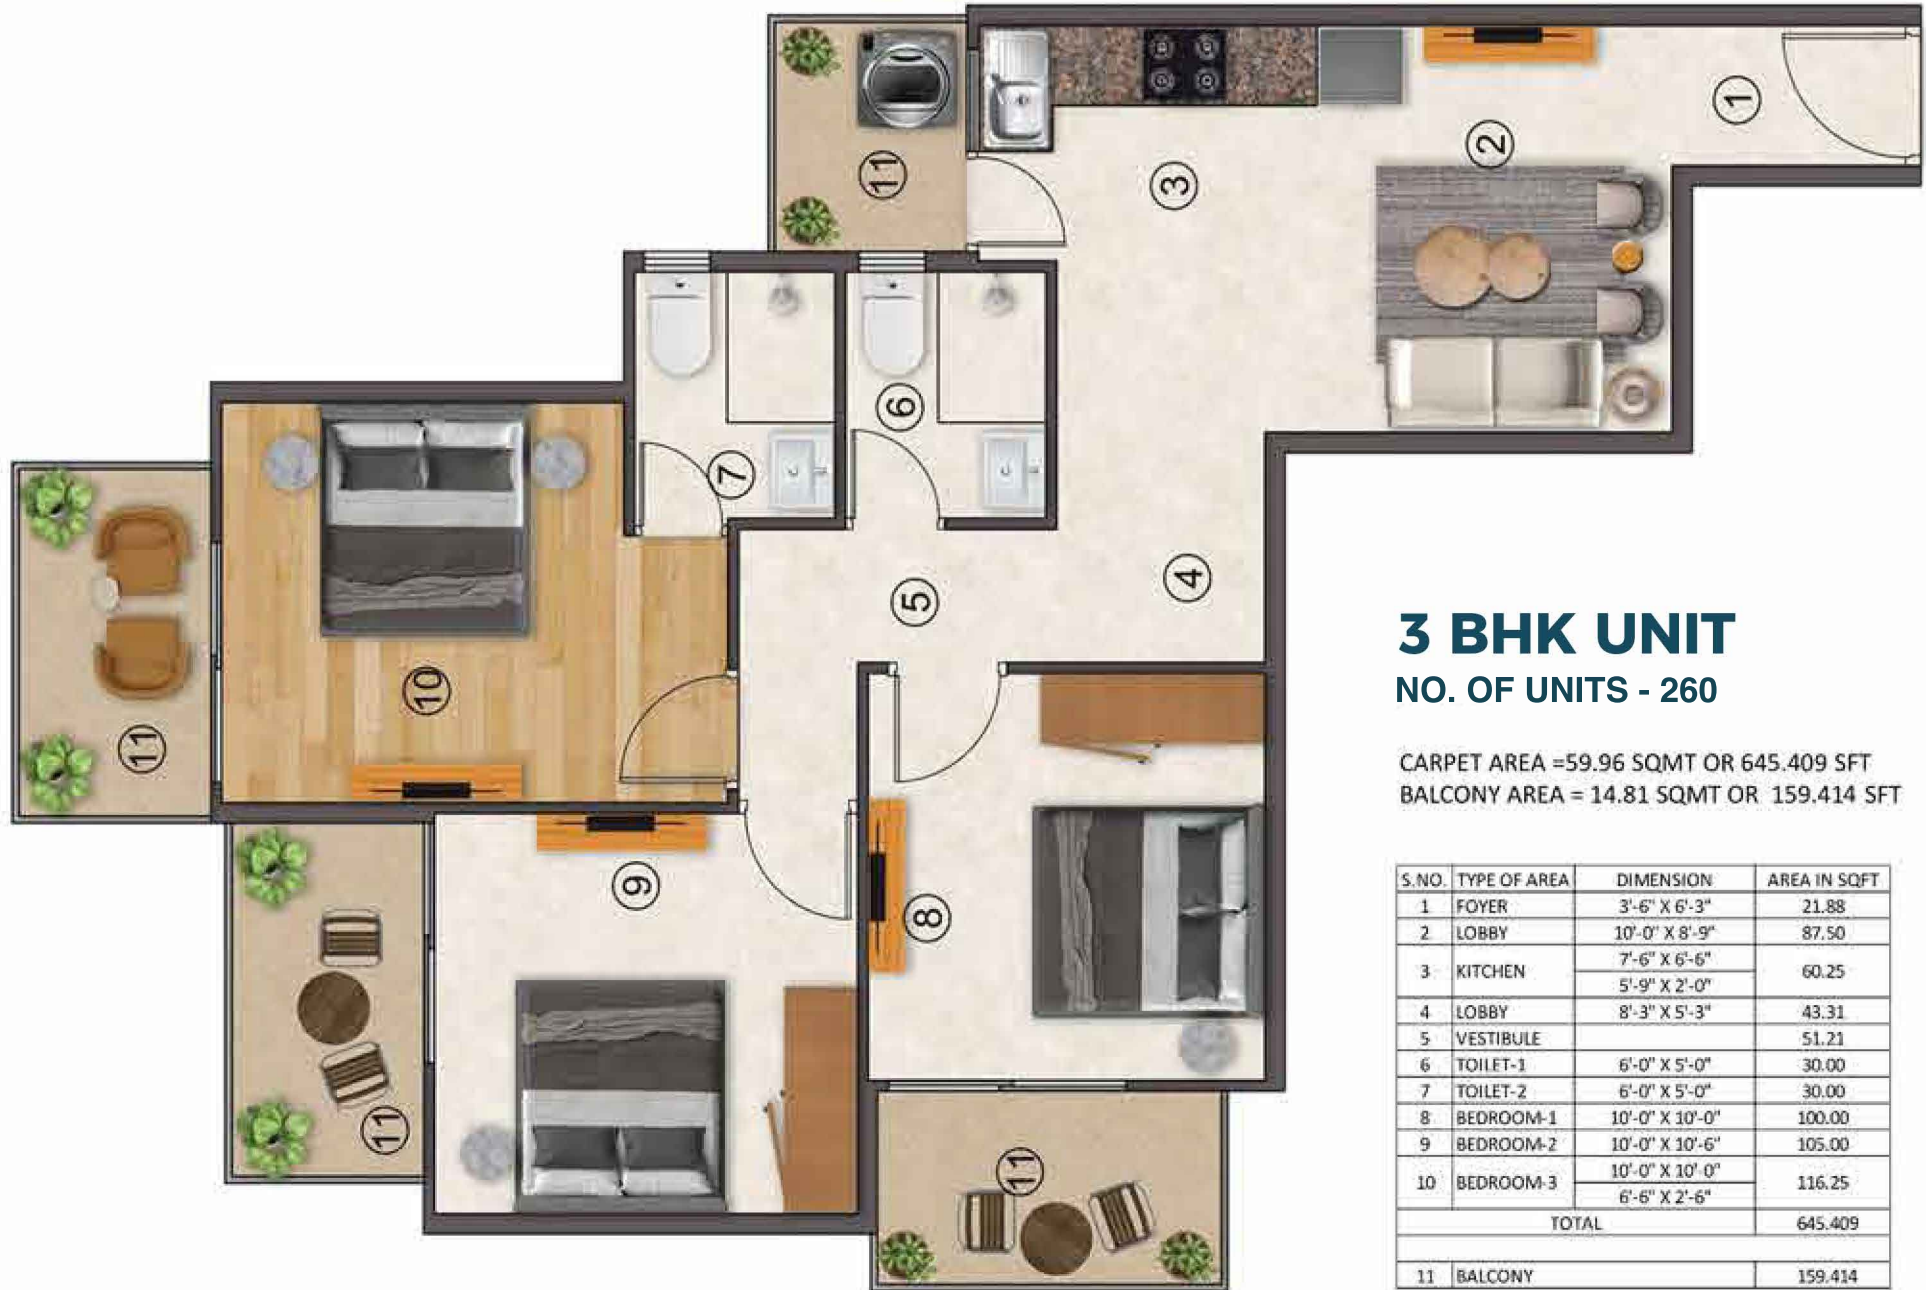 11
1
2
3
6
7
5
4
10
11
9
8
11
11
3 BHK UNIT
NO. OF UNITS - 260
CARPET AREA =59.96 SQMT OR 645.409 SFT
BALCONY AREA = 14.81 SQMT OR 159.414 SFT
S.NO. TYPE OF AREA DIMENSION AREA IN SQFT
1 FOYER 3'-6" X 6'-3" 21.88
2 LOBBY 10'-0" X 8'-9" 87.50
3 KITCHEN 7'-6" X 6'-6" 60.25
5'-9" X 2'-0"
4 LOBBY 8'-3" X 5'-3" 43.31
5 VESTIBULE 51.21
6 TOILET-1 6'-0" X 5'-0" 30.00
7 TOILET-2 6'-0" X 5'-0" 30.00
8 BEDROOM-1 10'-0" X 10'-0" 100.00
9 BEDROOM-2 10'-0" X 10'-6" 105.00
10 BEDROOM-3 10'-0" X 10'-0" 116.25
6'-6" X 2'-6"
TOTAL 645.409
11 BALCONY 159.414